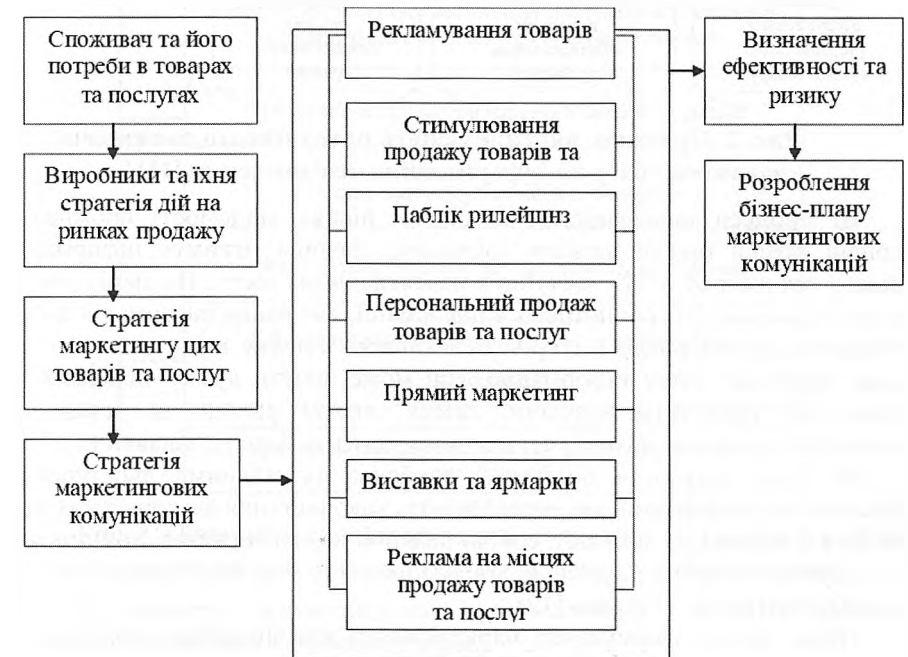 Споживач та його
потреби в товарах
та послугах
Виробники та їхня
стратегія дій на
ринках продажу
Стратегія
маркетингу цих
товарів та послуг
Стратегія
маркетингових
комунікацій
Рекламування товарів
Стимулювання
продажу товарів та
Паблік рилейшнз
Персональний продаж
товарів та послуг
Прямий маркетинг
Виставки та ярмарки
Реклама на місцях
продажу товарів
та послуг
Визначення
ефективності та
ризику
Розроблення
бізнес-плану
маркетингових
комунікацій